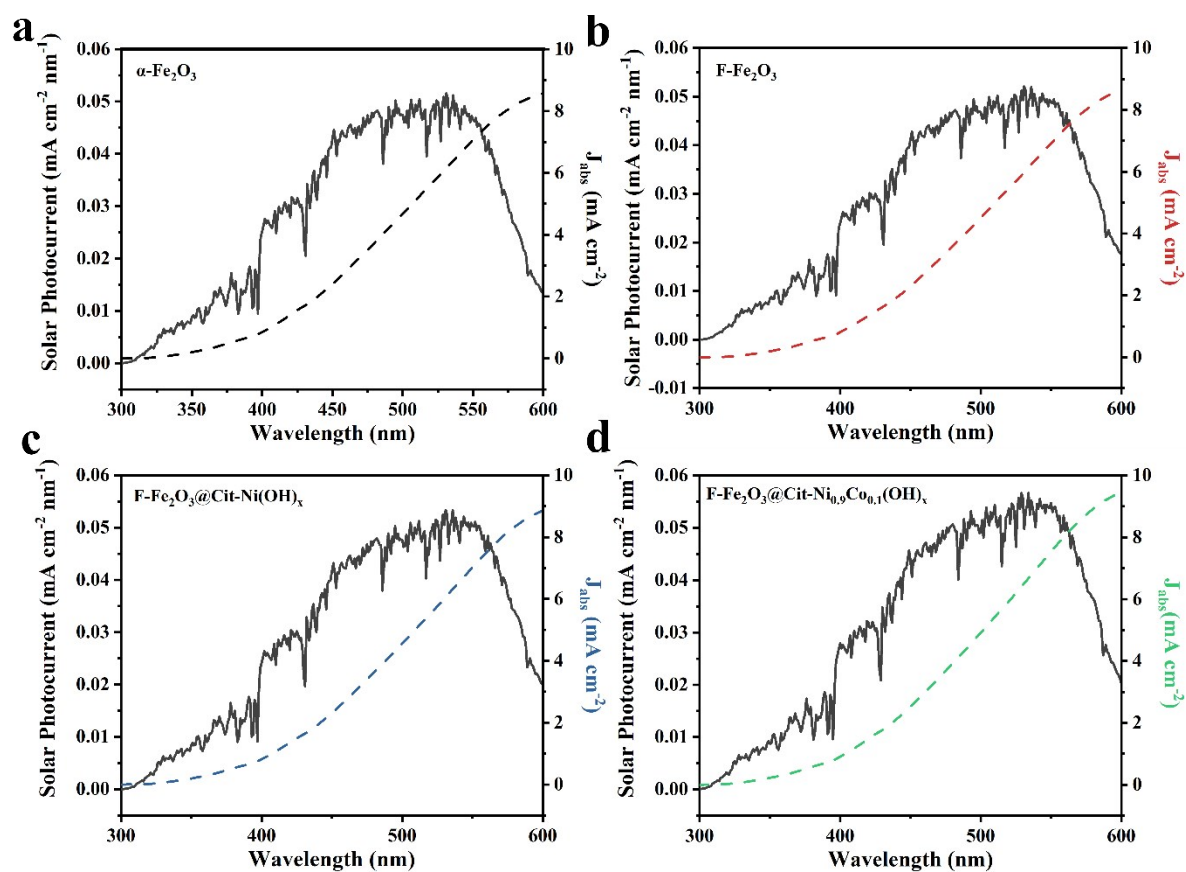 a
α-Fe₂O₃
Solar Photocurrent (mA cm⁻² nm⁻¹)
0.06
0.05
0.04
0.03
0.02
0.01
0.00
10
8
6
4
2
0
J_abs (mA cm⁻²)
300 350 400 450 500 550 600
Wavelength (nm)
b
F-Fe₂O₃
Solar Photocurrent (mA cm⁻² nm⁻¹)
0.06
0.05
0.04
0.03
0.02
0.01
0.00
-0.01
10
8
6
4
2
0
J_abs (mA cm⁻²)
300 400 500 600
Wavelength (nm)
c
F-Fe₂O₃@Cit-Ni(OH)ₓ
Solar Photocurrent (mA cm⁻² nm⁻¹)
0.06
0.05
0.04
0.03
0.02
0.01
0.00
10
8
6
4
2
0
J_abs (mA cm⁻²)
300 400 500 600
Wavelength (nm)
d
F-Fe₂O₃@Cit-Ni₀.₉Co₀.₁(OH)ₓ
Solar Photocurrent (mA cm⁻² nm⁻¹)
0.06
0.05
0.04
0.03
0.02
0.01
0.00
10
8
6
4
2
0
J_abs(mA cm⁻²)
300 400 500 600
Wavelength (nm)